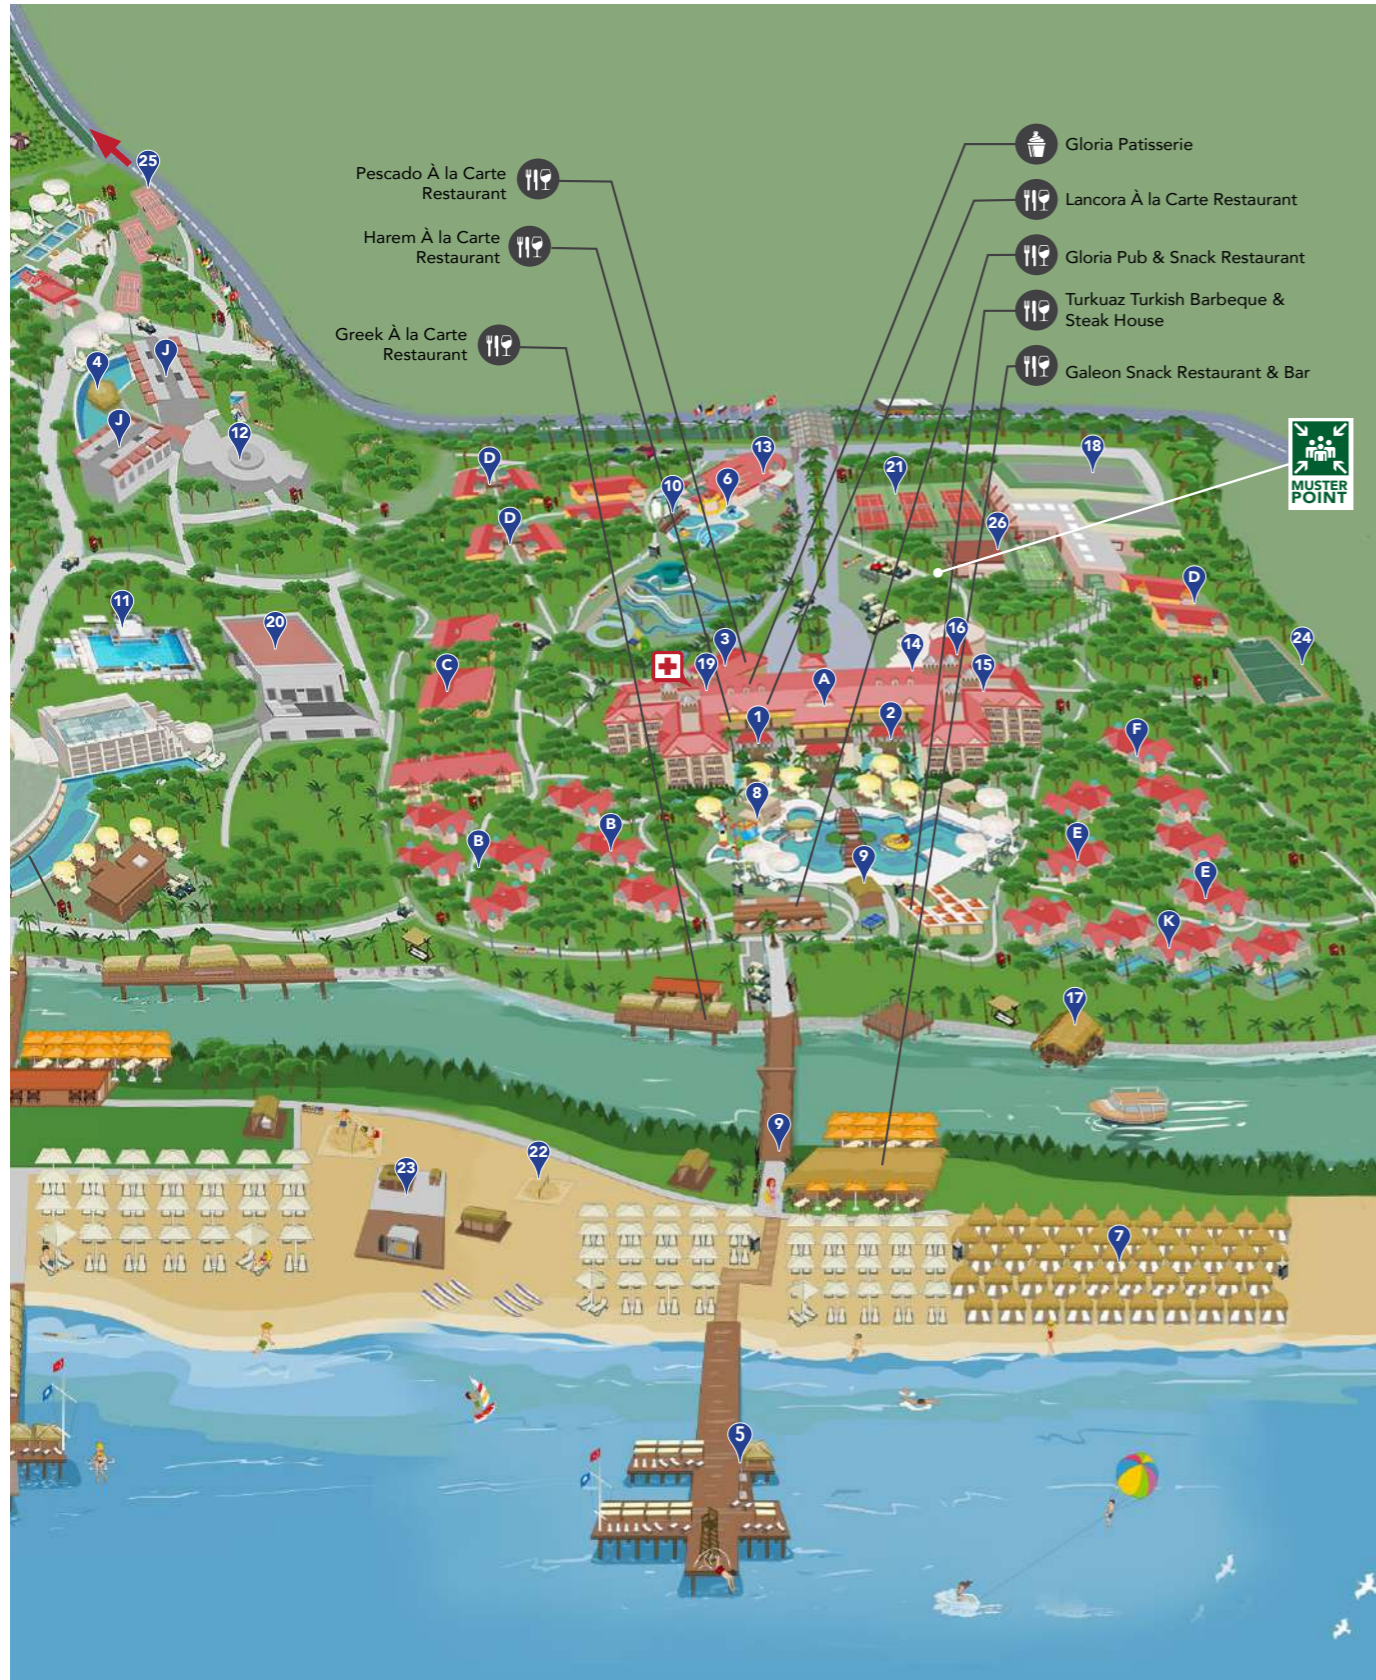 Pescado À la Carte
Restaurant
Harem À la Carte
Restaurant
Greek À la Carte
Restaurant
Gloria Patisserie
Lancora À la Carte Restaurant
Gloria Pub & Snack Restaurant
Turkuaz Turkish Barbeque &
Steak House
Galeon Snack Restaurant & Bar
MUSTER
POINT
25
4
J
J
12
D
D
10
6
13
21
18
26
D
24
11
20
C
3
19
A
14
16
15
1
2
F
8
B
B
9
E
E
K
17
9
22
23
7
5